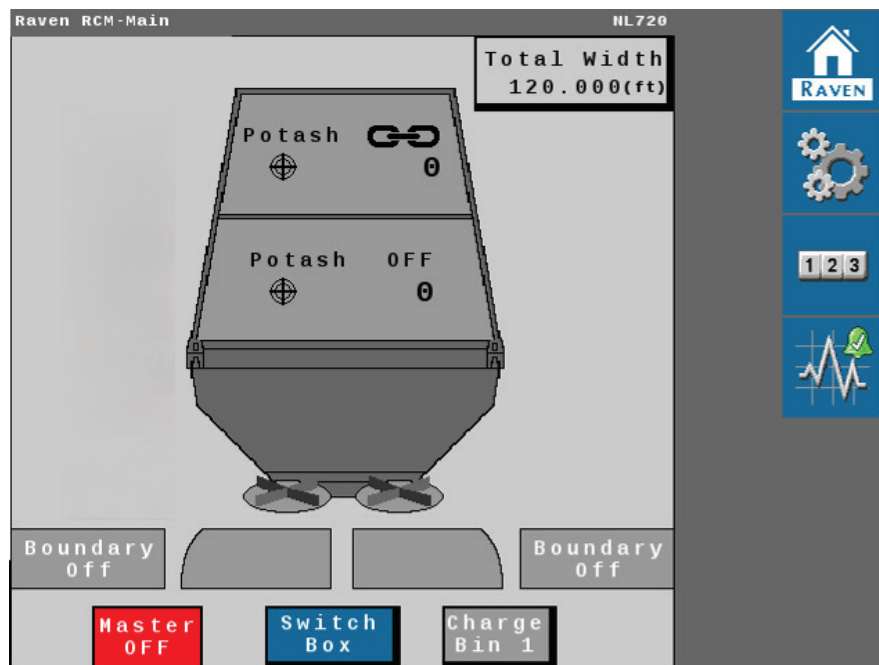 Raven RCM-Main NL720
Total Width
120.000(ft)
RAVEN
Potash
0
Potash OFF
0
1 2 3
Boundary
Off
Boundary
Off
Master
OFF
Switch
Box
Charge
Bin 1